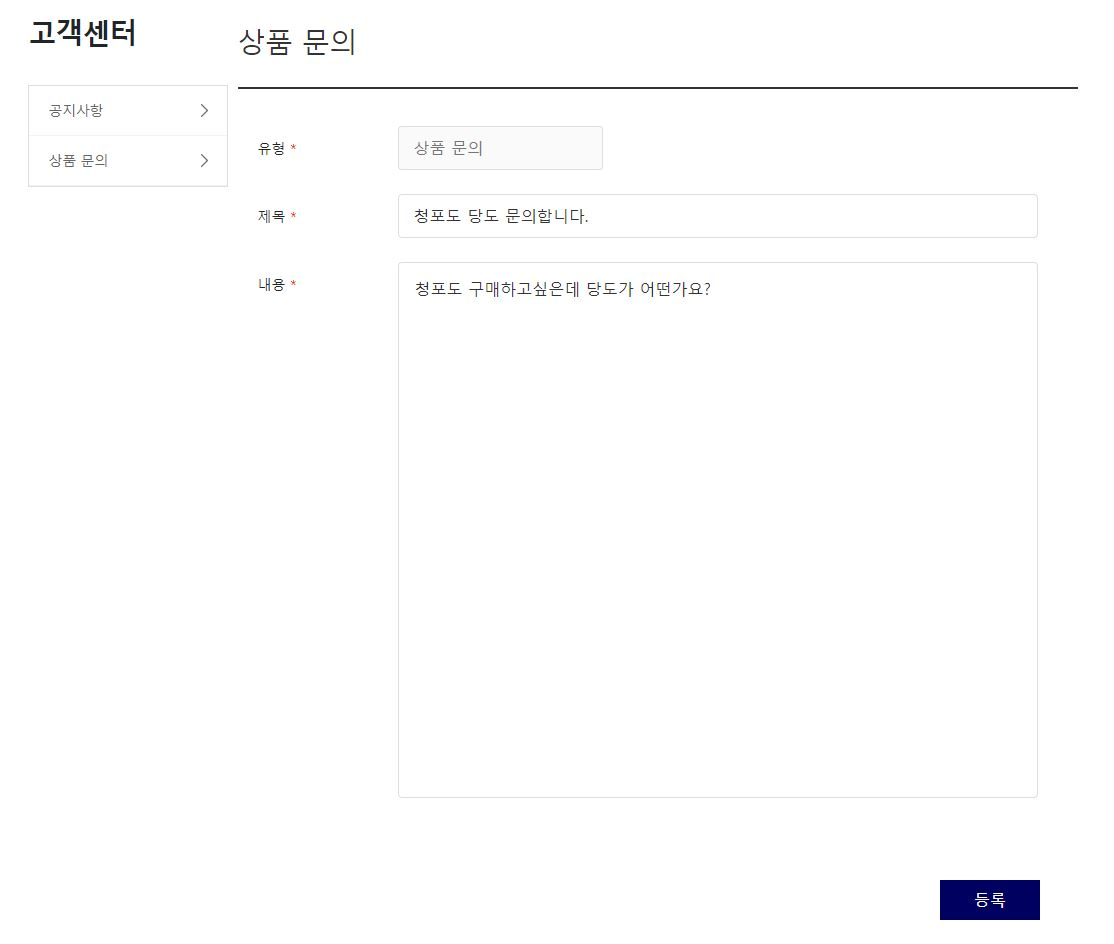 고객센터
공지사항
상품 문의
상품 문의
유형 *
상품 문의
제목 *
청포도 당도 문의합니다.
내용 *
청포도 구매하고싶은데 당도가 어떤가요?
등록